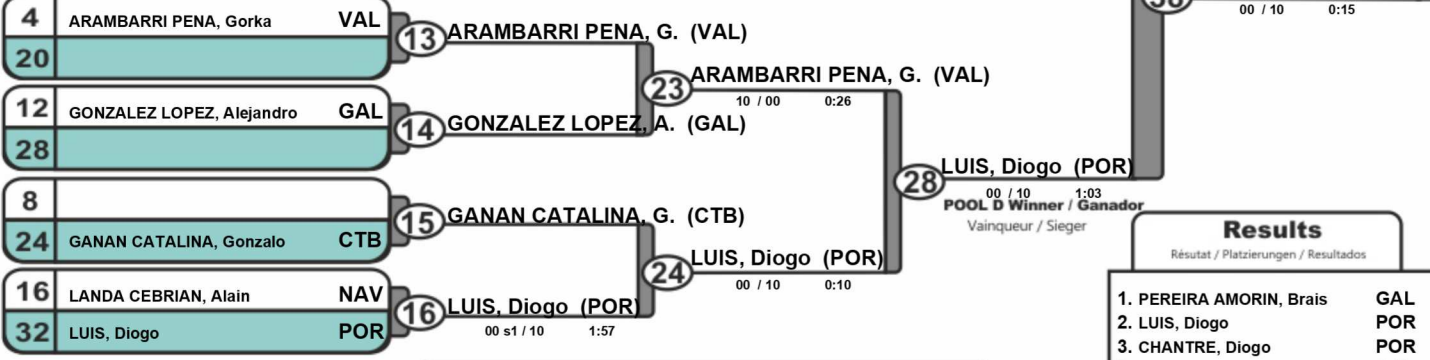 4 ARAMBARRI PENA, Gorka VAL
20
13 ARAMBARRI PENA, G. (VAL)
12 GONZALEZ LOPEZ, Alejandro GAL
28
14 GONZALEZ LOPEZ, A. (GAL)
23 ARAMBARRI PENA, G. (VAL)
10 / 00 0:26
8
24 GANAN CATALINA, Gonzalo CTB
15 GANAN CATALINA, G. (CTB)
16 LANDA CEBRIAN, Alain NAV
32 LUIS, Diogo POR
16 LUIS, Diogo (POR)
00 s1 / 10 1:57
24 LUIS, Diogo (POR)
00 / 10 0:10
28 LUIS, Diogo (POR)
00 / 10 1:03
POOL D Winner / Ganador
Vainqueur / Sieger
00 / 10 0:15
Results
Résutat / Platzierungen / Resultados
1. PEREIRA AMORIN, Brais GAL
2. LUIS, Diogo POR
3. CHANTRE, Diogo POR